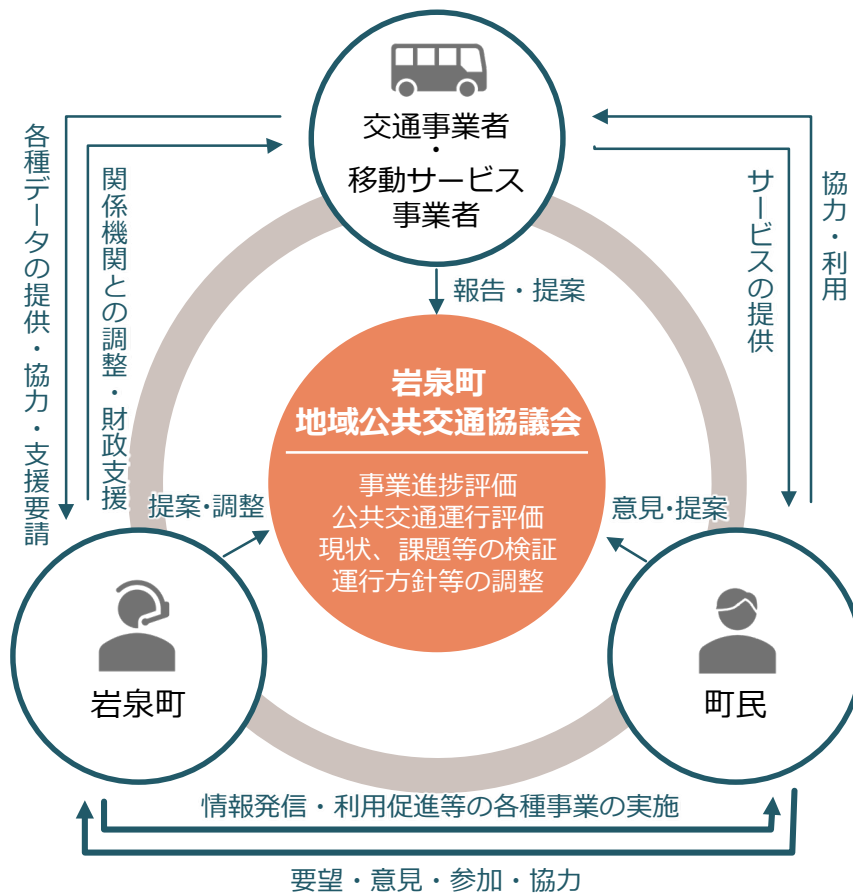 交通事業者
・
移動サービス
事業者
各種データの提供・協力・支援要請
関係機関との調整・財政支援
サービスの提供
協力・利用
報告・提案
岩泉町
地域公共交通協議会
事業進捗評価
公共交通運行評価
現状、課題等の検証
運行方針等の調整
提案・調整
意見・提案
岩泉町
町民
情報発信・利用促進等の各種事業の実施
要望・意見・参加・協力